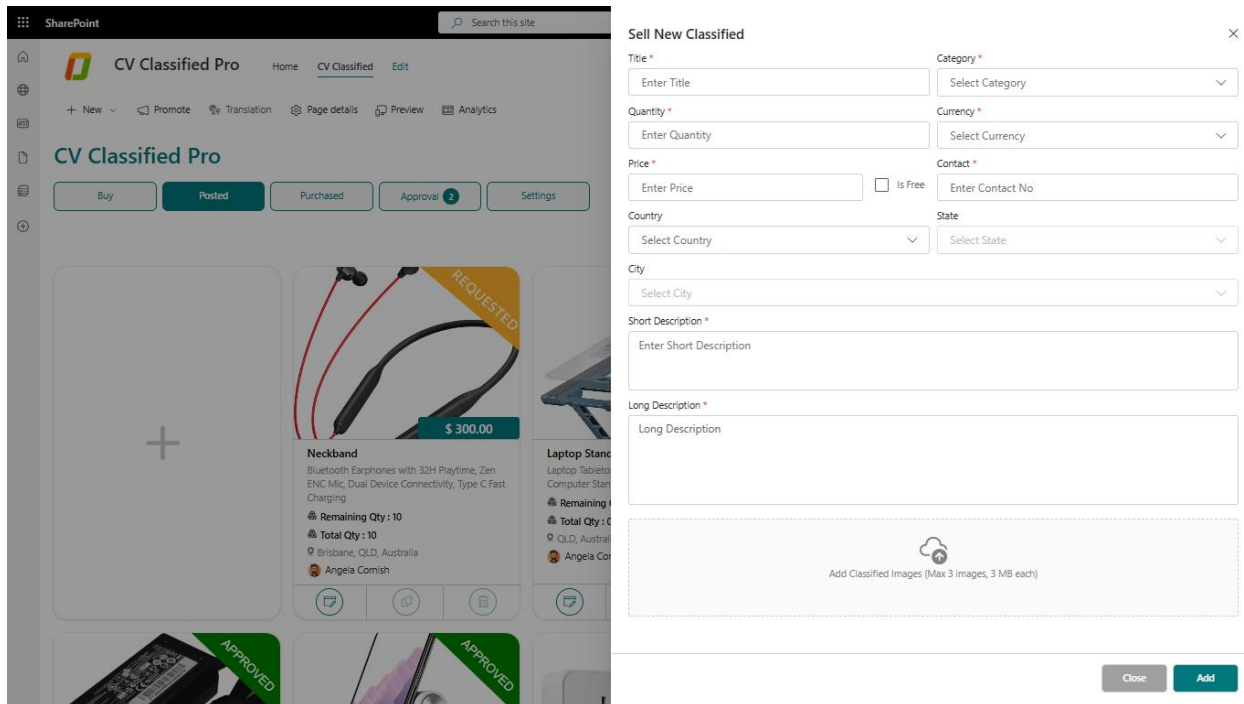 SharePoint
Search this site
CV Classified Pro
Home
CV Classified
Edit
+ New
Promote
Translation
Page details
Preview
Analytics
CV Classified Pro
Buy
Posted
Purchased
Approval 2
Settings
REQUESTED
$ 300.00
Neckband
Bluetooth Earphones with 32H Playtime, Zen
ENC Mic, Dual Device Connectivity, Type C Fast
Charging
Remaining Qty : 10
Total Qty : 10
Brisbane, QLD, Australia
Angela Cornish
Laptop Stand
Laptop Tableto
Computer Stan
Remaining
Total Qty : 0
QLD, Austral
Angela Cor
APPROVED
APPROVED
Sell New Classified
Title *
Enter Title
Category *
Select Category
Quantity *
Enter Quantity
Currency *
Select Currency
Price *
Enter Price
Is Free
Contact *
Enter Contact No
Country
Select Country
State
Select State
City
Select City
Short Description *
Enter Short Description
Long Description *
Long Description
Add Classified Images (Max 3 images, 3 MB each)
Close
Add